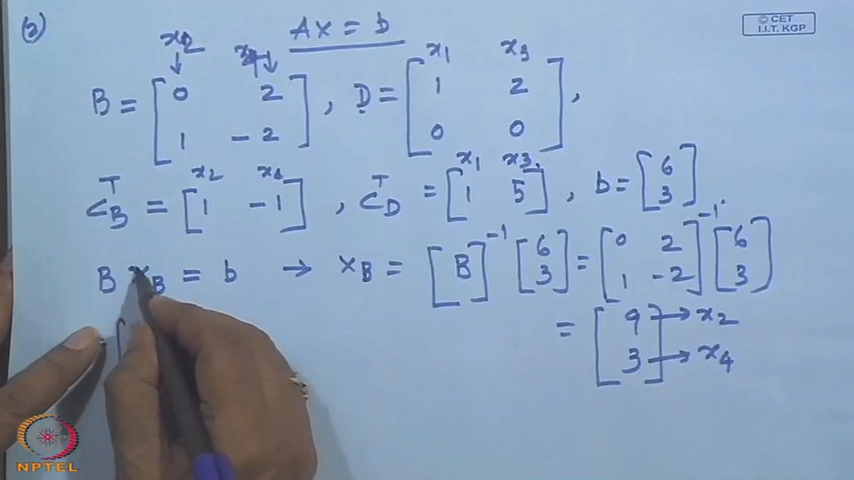 (2) AX = b
© CET
I.I.T. KGP
x2 x4 x1 x3
B = [ 0 2 ; 1 -2 ], D = [ 1 2 ; 0 0 ],
x2 x4 x1 x3
C_B^T = [ 1 -1 ], C_D^T = [ 1 5 ], b = [ 6 ; 3 ]
B x_B = b → x_B = [ B ]^-1 [ 6 ; 3 ] = [ 0 2 ; 1 -2 ]^-1 [ 6 ; 3 ]
= [ 9 ; 3 ] → x2 → x4
NPTEL